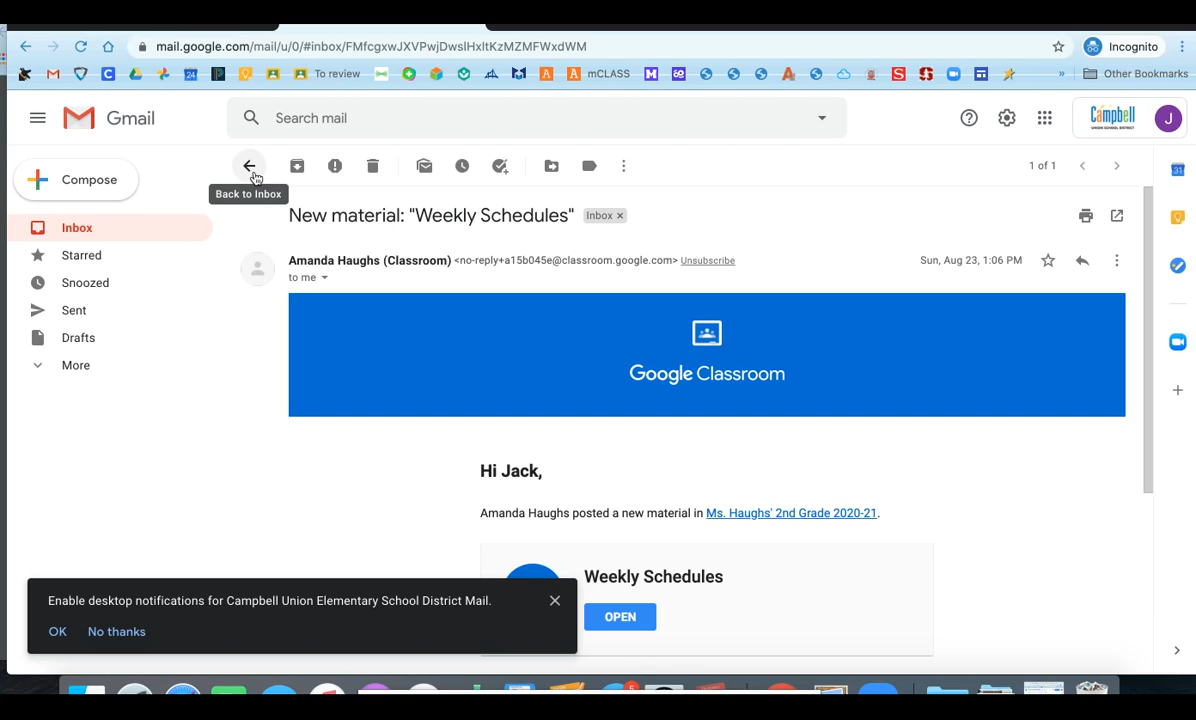 mail.google.com/mail/u/0/#inbox/FMfcgxwJXVPwjDwslHxltKzMZMFWxdWM
Incognito
To review
mCLASS
»
Other Bookmarks
Gmail
Search mail
Campbell
UNION SCHOOL DISTRICT
J
Compose
1 of 1
Back to Inbox
New material: "Weekly Schedules"
Inbox ×
Inbox
Starred
Snoozed
Sent
Drafts
More
Amanda Haughs (Classroom) <no-reply+a15b045e@classroom.google.com> Unsubscribe
Sun, Aug 23, 1:06 PM
to me
Google Classroom
Hi Jack,
Amanda Haughs posted a new material in Ms. Haughs' 2nd Grade 2020-21.
Weekly Schedules
OPEN
Enable desktop notifications for Campbell Union Elementary School District Mail.
OK No thanks